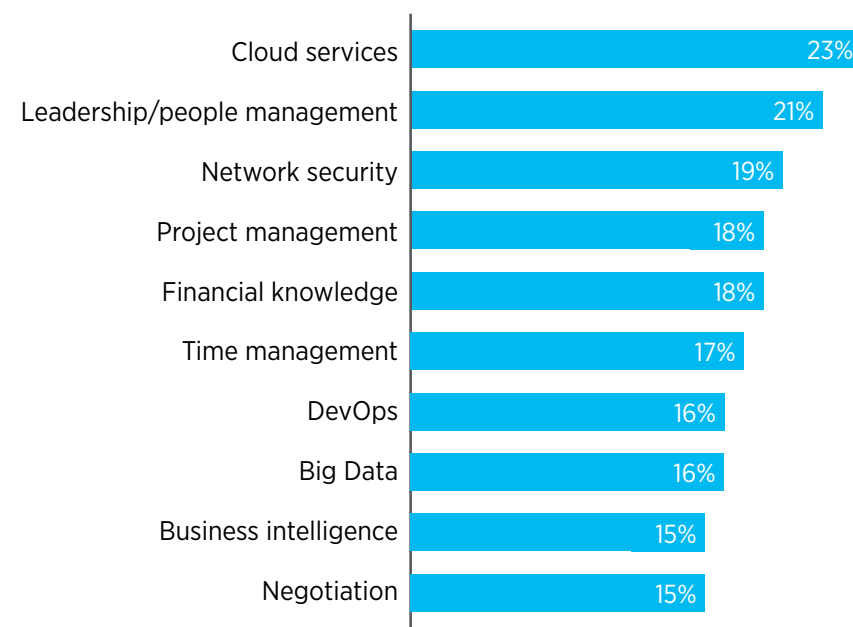 Cloud services 23%
Leadership/people management 21%
Network security 19%
Project management 18%
Financial knowledge 18%
Time management 17%
DevOps 16%
Big Data 16%
Business intelligence 15%
Negotiation 15%